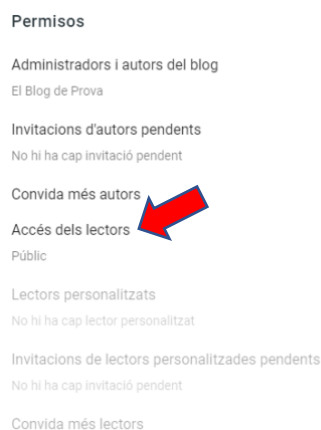 Permisos
Administradors i autors del blog
El Blog de Prova
Invitacions d'autors pendents
No hi ha cap invitació pendent
Convida més autors
Accés dels lectors
Públic
Lectors personalitzats
No hi ha cap lector personalitzat
Invitacions de lectors personalitzades pendents
No hi ha cap invitació pendent
Convida més lectors